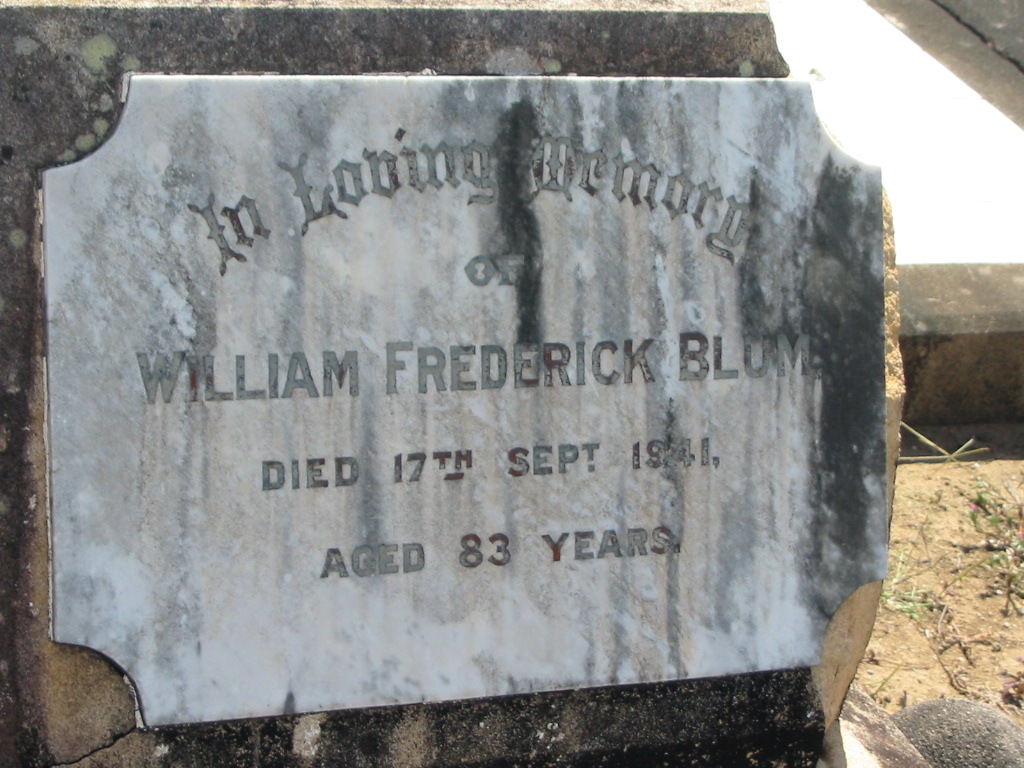 In Loving Memory
OF
WILLIAM FREDERICK BLUM.
DIED 17TH SEPT 1941,
AGED 83 YEARS.